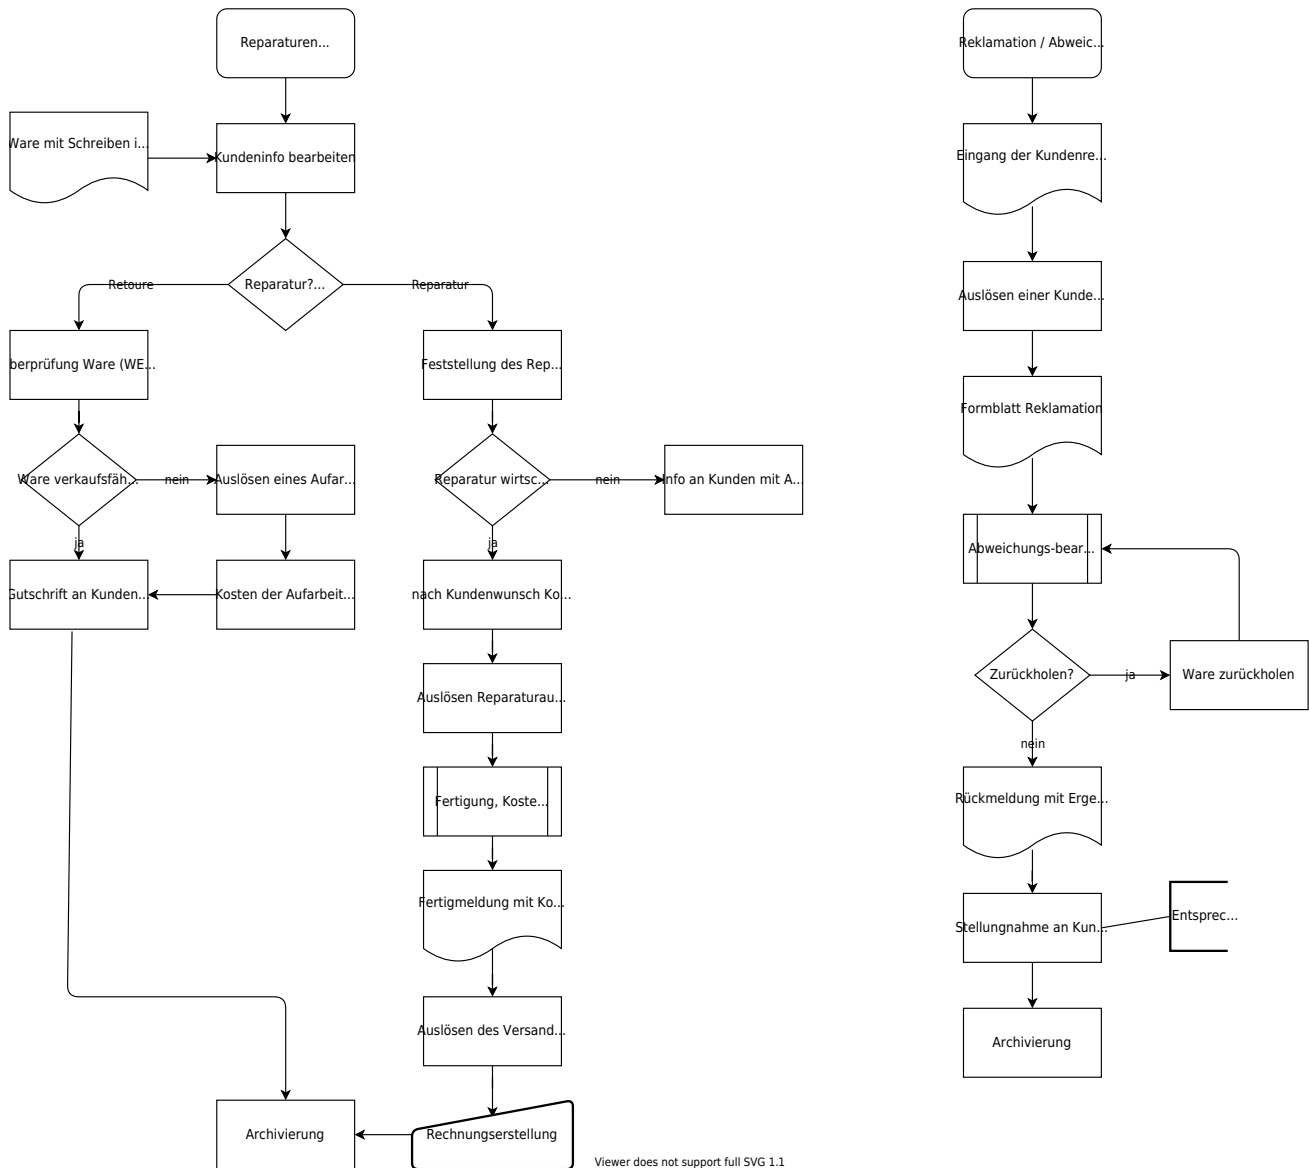 Reparaturen...
Ware mit Schreiben i...
Kundeninfo bearbeiten
Reparatur?...
Retoure
Reparatur
berprüfung Ware (WE...
Feststellung des Rep...
Ware verkaufsfäh...
nein
Auslösen eines Aufar...
Reparatur wirtsc...
nein
Info an Kunden mit A...
ja
ja
Gutschrift an Kunden...
Kosten der Aufarbeit...
nach Kundenwunsch Ko...
Auslösen Reparaturau...
Fertigung, Koste...
Fertigmeldung mit Ko...
Auslösen des Versand...
Archivierung
Rechnungserstellung
Reklamation / Abweic...
Eingang der Kundenre...
Auslösen einer Kunde...
Formblatt Reklamation
Abweichungs-bear...
Zurückholen?
ja
Ware zurückholen
nein
Rückmeldung mit Erge...
Stellungnahme an Kun...
Entsprec...
Archivierung
Viewer does not support full SVG 1.1